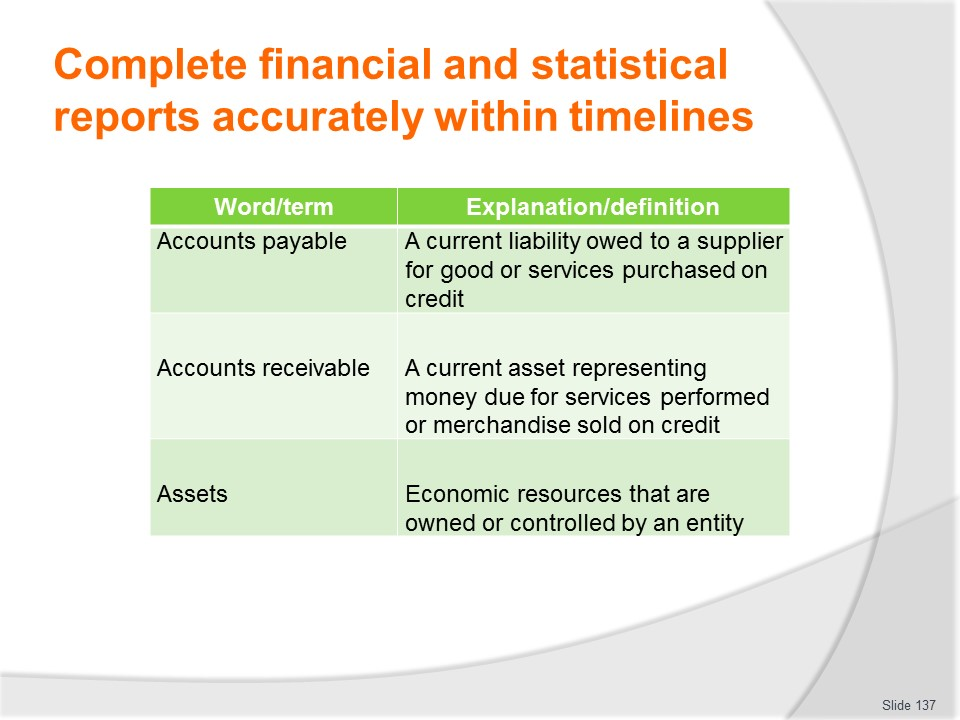 Complete financial and statistical
reports accurately within timelines
Word/term Explanation/definition
Accounts payable A current liability owed to a supplier
for good or services purchased on
credit
Accounts receivable A current asset representing
money due for services performed
or merchandise sold on credit
Assets Economic resources that are
owned or controlled by an entity
Slide 137